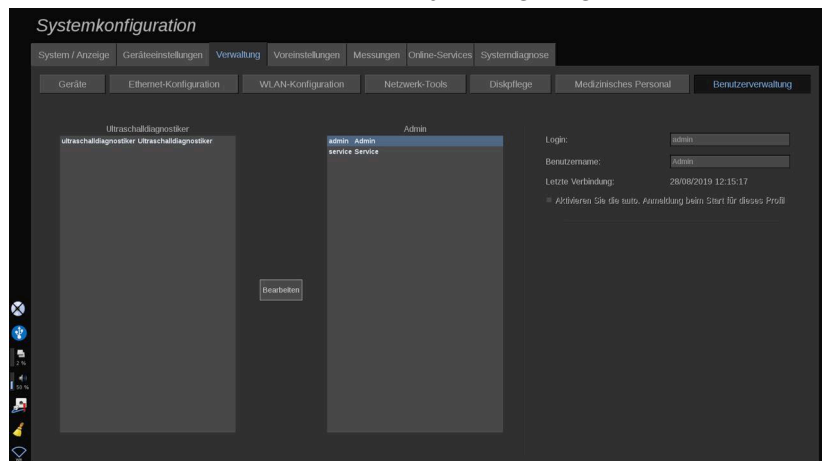 Systemkonfiguration
System / Anzeige Geräteeinstellungen Verwaltung Voreinstellungen Messungen Online-Services Systemdiagnose
Geräte Ethernet-Konfiguration WLAN-Konfiguration Netzwerk-Tools Diskpflege Medizinisches Personal Benutzerverwaltung
Ultraschalldiagnostiker
ultraschalldiagnostiker Ultraschalldiagnostiker
Bearbeiten
Admin
admin Admin
service Service
Login: admin
Benutzername: Admin
Letzte Verbindung: 28/08/2019 12:15:17
Aktivieren Sie die auto. Anmeldung beim Start für dieses Profil
2 %
50 %